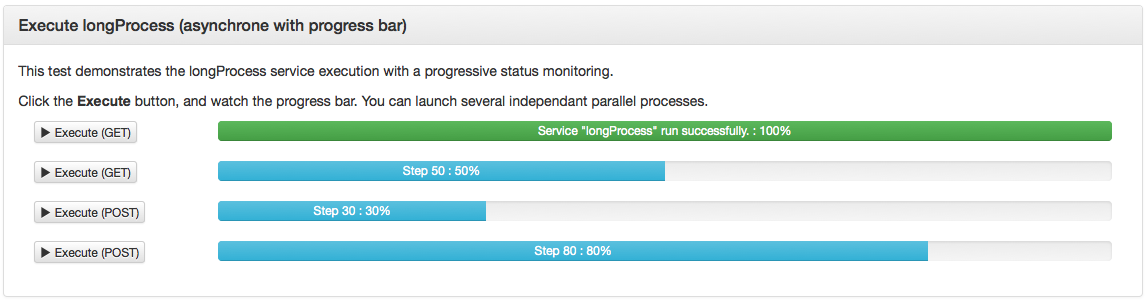 Execute longProcess (asynchrone with progress bar)
This test demonstrates the longProcess service execution with a progressive status monitoring.
Click the Execute button, and watch the progress bar. You can launch several independant parallel processes.
Execute (GET) Service "longProcess" run successfully. : 100%
Execute (GET) Step 50 : 50%
Execute (POST) Step 30 : 30%
Execute (POST) Step 80 : 80%